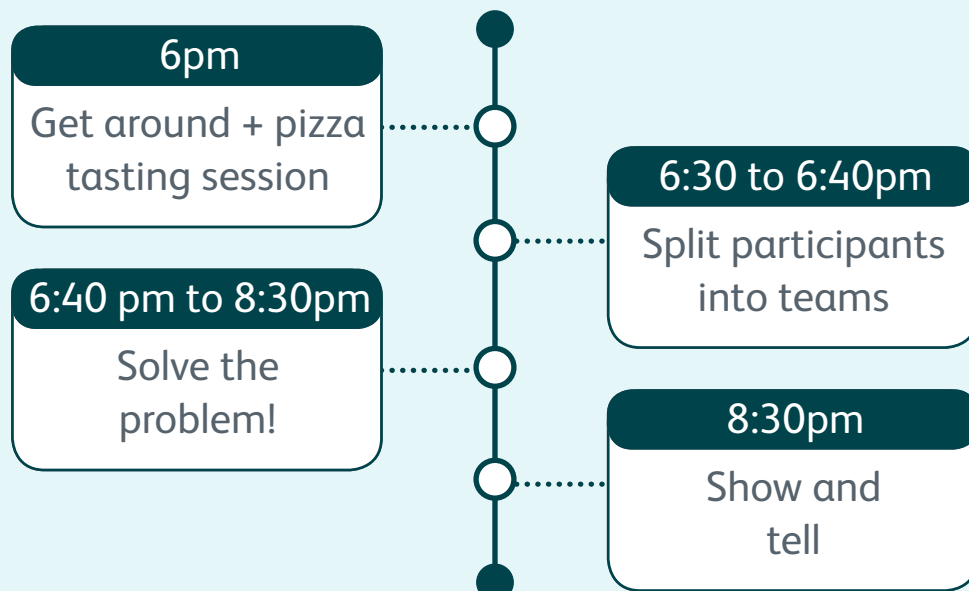 6pm
Get around + pizza
tasting session
6:30 to 6:40pm
Split participants
into teams
6:40 pm to 8:30pm
Solve the
problem!
8:30pm
Show and
tell